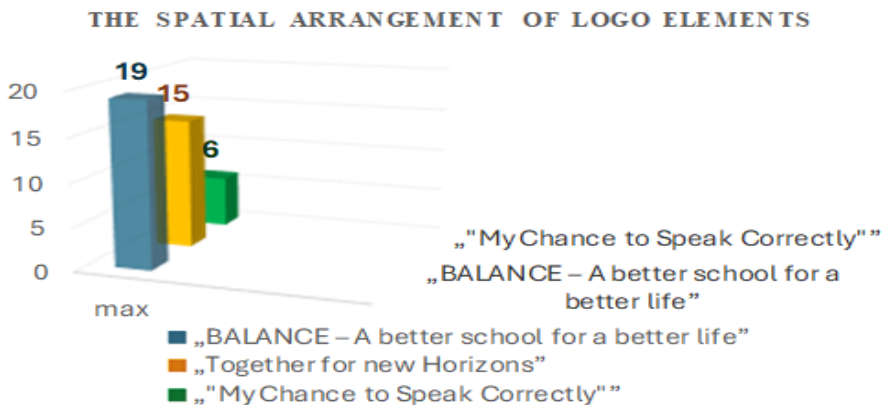 THE SPATIAL ARRANGEMENT OF LOGO ELEMENTS
19
15
6
20
15
10
5
0
max
„"My Chance to Speak Correctly"”
„BALANCE – A better school for a
better life”
„BALANCE – A better school for a better life”
„Together for new Horizons”
„"My Chance to Speak Correctly"”